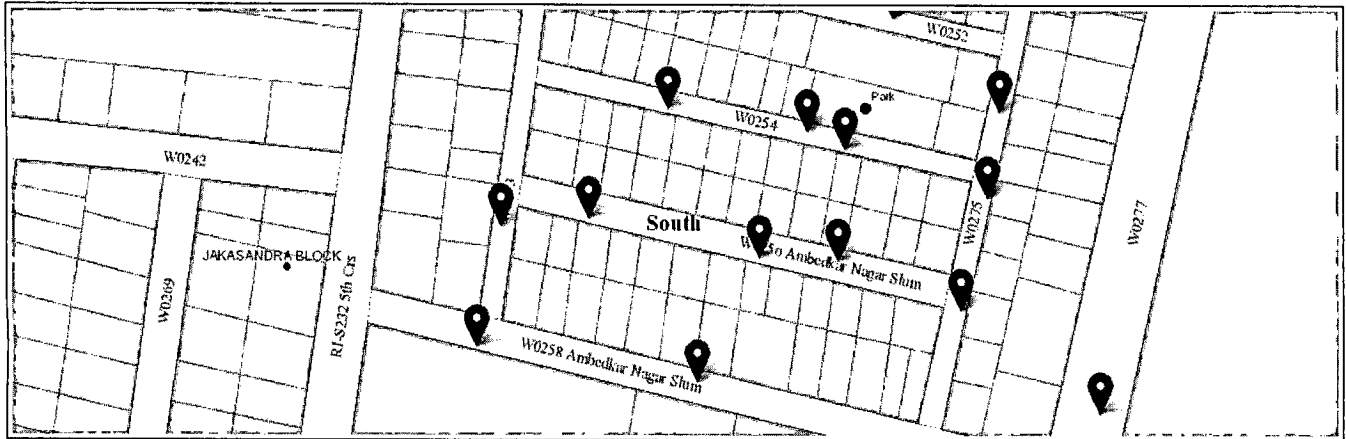 W0252
Park
W0254
W0242
South
W0275
W0277
Ambedkar Nagar Slum
JAKASANDRA BLOCK
W0269
RJ-S232 5th Crs
W0258 Ambedkar Nagar Slum